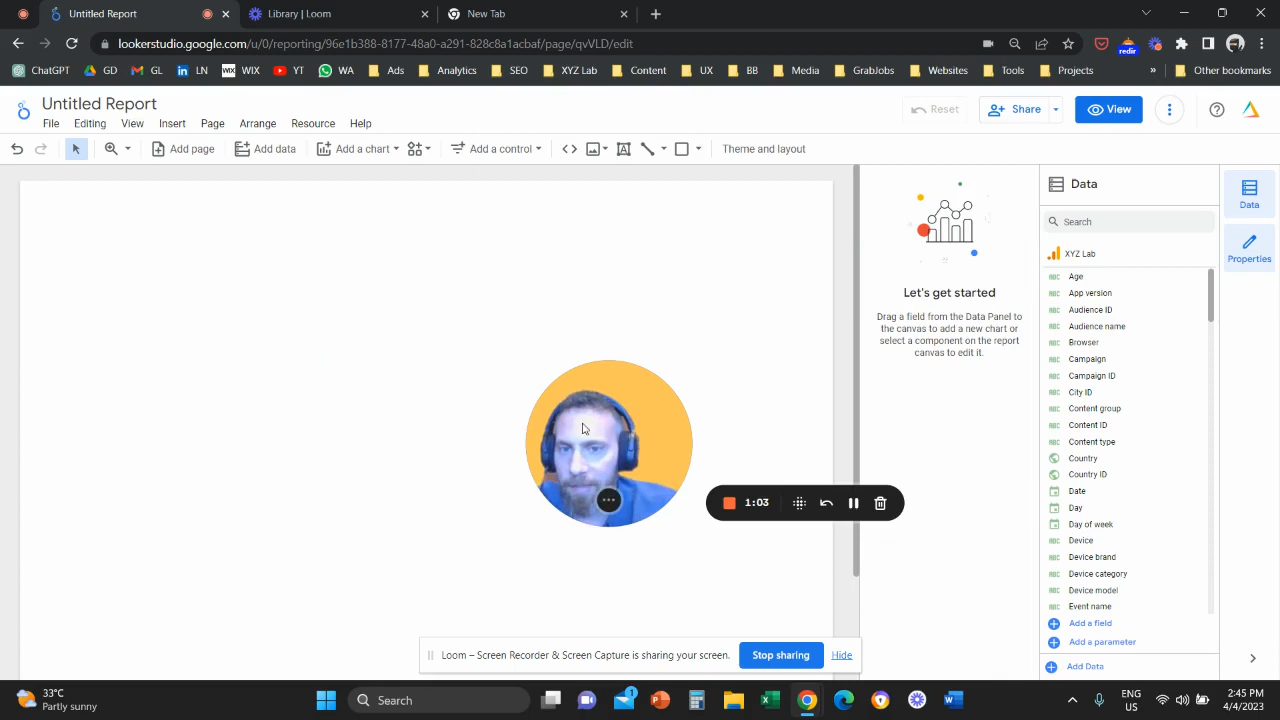 Untitled Report
Library | Loom
New Tab
lookerstudio.google.com/u/0/reporting/96e1b388-8177-48a0-a291-828c8a1acbaf/page/qvVLD/edit
redir
ChatGPT GD GL LN WIX YT WA Ads Analytics SEO XYZ Lab Content UX BB Media GrabJobs Websites Tools Projects » Other bookmarks
Untitled Report
Reset Share View
File Editing View Insert Page Arrange Resource Help
Add page Add data Add a chart Add a control Theme and layout
Data
Search
XYZ Lab
Age
App version
Audience ID
Audience name
Browser
Campaign
Campaign ID
City ID
Content group
Content ID
Content type
Country
Country ID
Date
Day
Day of week
Device
Device brand
Device category
Device model
Event name
Add a field
Add a parameter
Add Data
Data
Properties
Let's get started
Drag a field from the Data Panel to
the canvas to add a new chart or
select a component on the report
canvas to edit it.
1:03
Loom – Screen Recorder & Screen Capture is sharing your screen. Stop sharing Hide
33°C
Partly sunny
Search
1
ENG
US
2:45 PM
4/4/2023